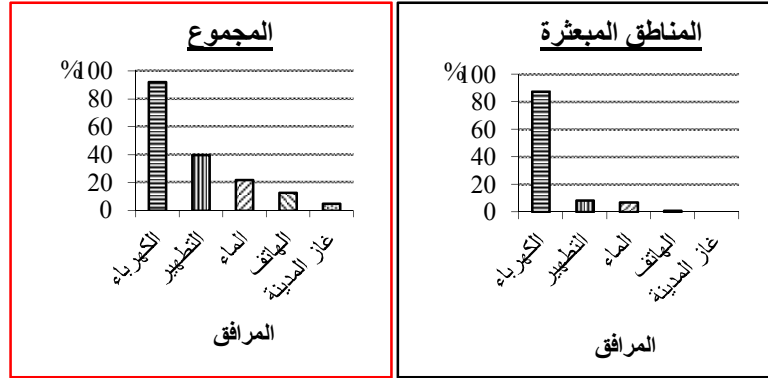 المناطق المبعثرة
%
100
80
60
40
20
0
الكهرباء
التطهير
الماء
الهاتف
غاز المدينة
المرافق
المجموع
%
100
80
60
40
20
0
الكهرباء
التطهير
الماء
الهاتف
غاز المدينة
المرافق